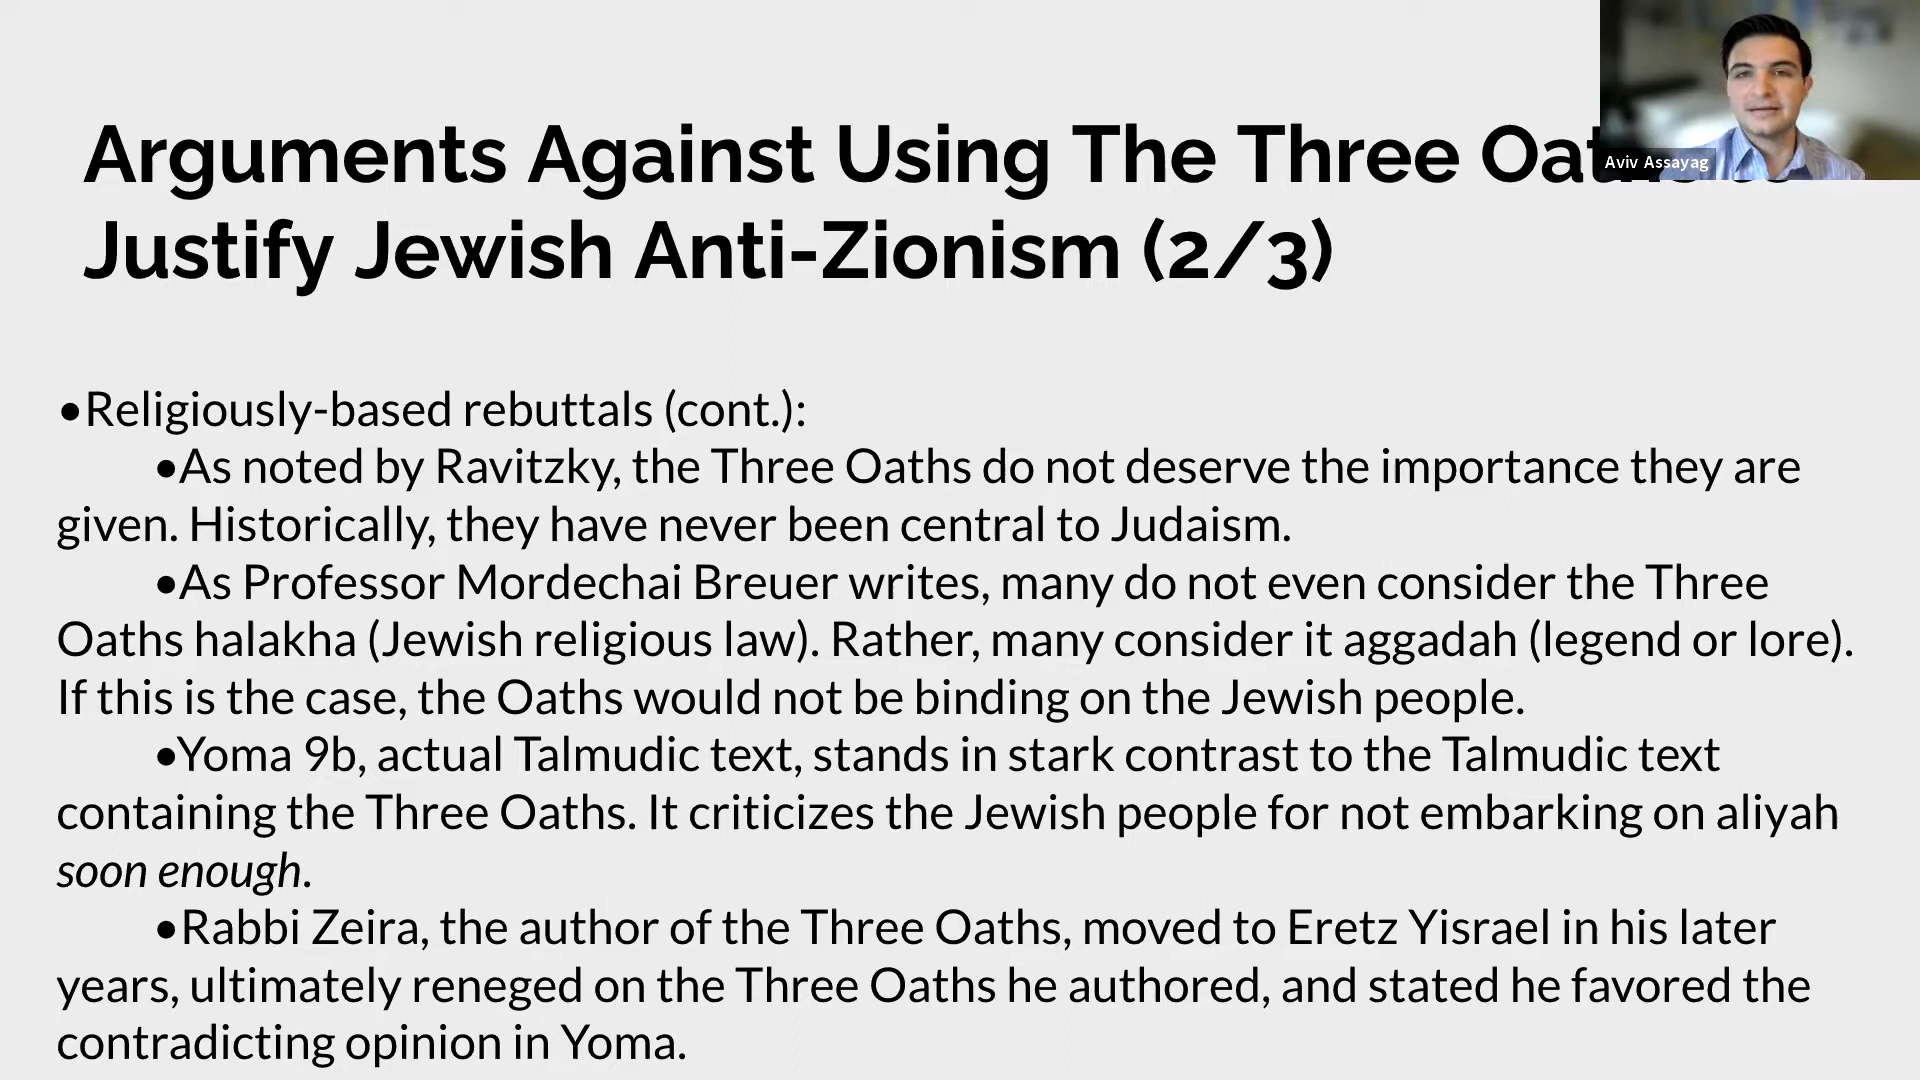 Arguments Against Using The Three
Justify Jewish Anti-Zionism (2/3)
Aviv Assayag
•Religiously-based rebuttals (cont.):
•As noted by Ravitzky, the Three Oaths do not deserve the importance they are
given. Historically, they have never been central to Judaism.
•As Professor Mordechai Breuer writes, many do not even consider the Three
Oaths halakha (Jewish religious law). Rather, many consider it aggadah (legend or lore).
If this is the case, the Oaths would not be binding on the Jewish people.
•Yoma 9b, actual Talmudic text, stands in stark contrast to the Talmudic text
containing the Three Oaths. It criticizes the Jewish people for not embarking on aliyah
soon enough.
•Rabbi Zeira, the author of the Three Oaths, moved to Eretz Yisrael in his later
years, ultimately reneged on the Three Oaths he authored, and stated he favored the
contradicting opinion in Yoma.